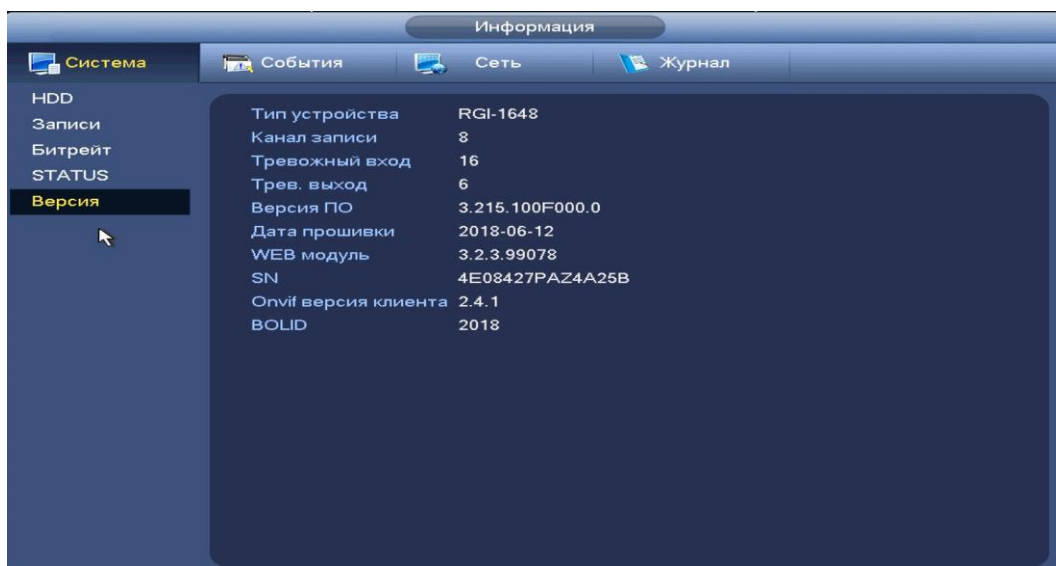 Информация
Система
События
Сеть
Журнал
HDD
Записи
Битрейт
STATUS
Версия
Тип устройства RGI-1648
Канал записи 8
Тревожный вход 16
Трев. выход 6
Версия ПО 3.215.100F000.0
Дата прошивки 2018-06-12
WEB модуль 3.2.3.99078
SN 4E08427PAZ4A25B
Onvif версия клиента 2.4.1
BOLID 2018